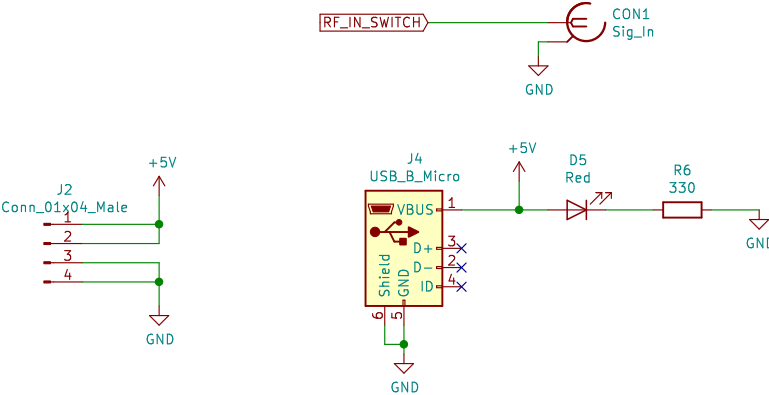 RF_IN_SWITCH
CON1
Sig_In
GND
+5V
J2
Conn_01x04_Male
1
2
3
4
GND
J4
USB_B_Micro
VBUS
1
D+
3
D-
2
ID
4
Shield
GND
6
5
GND
+5V
D5
Red
R6
330
GND